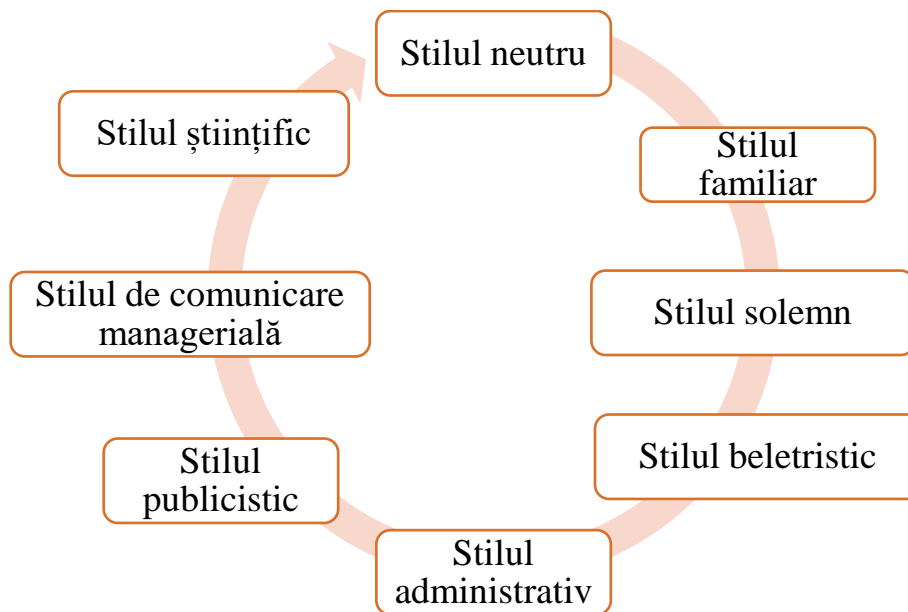 Stilul neutru
Stilul
familiar
Stilul solemn
Stilul beletristic
Stilul
administrativ
Stilul
publicistic
Stilul de comunicare
managerială
Stilul științific